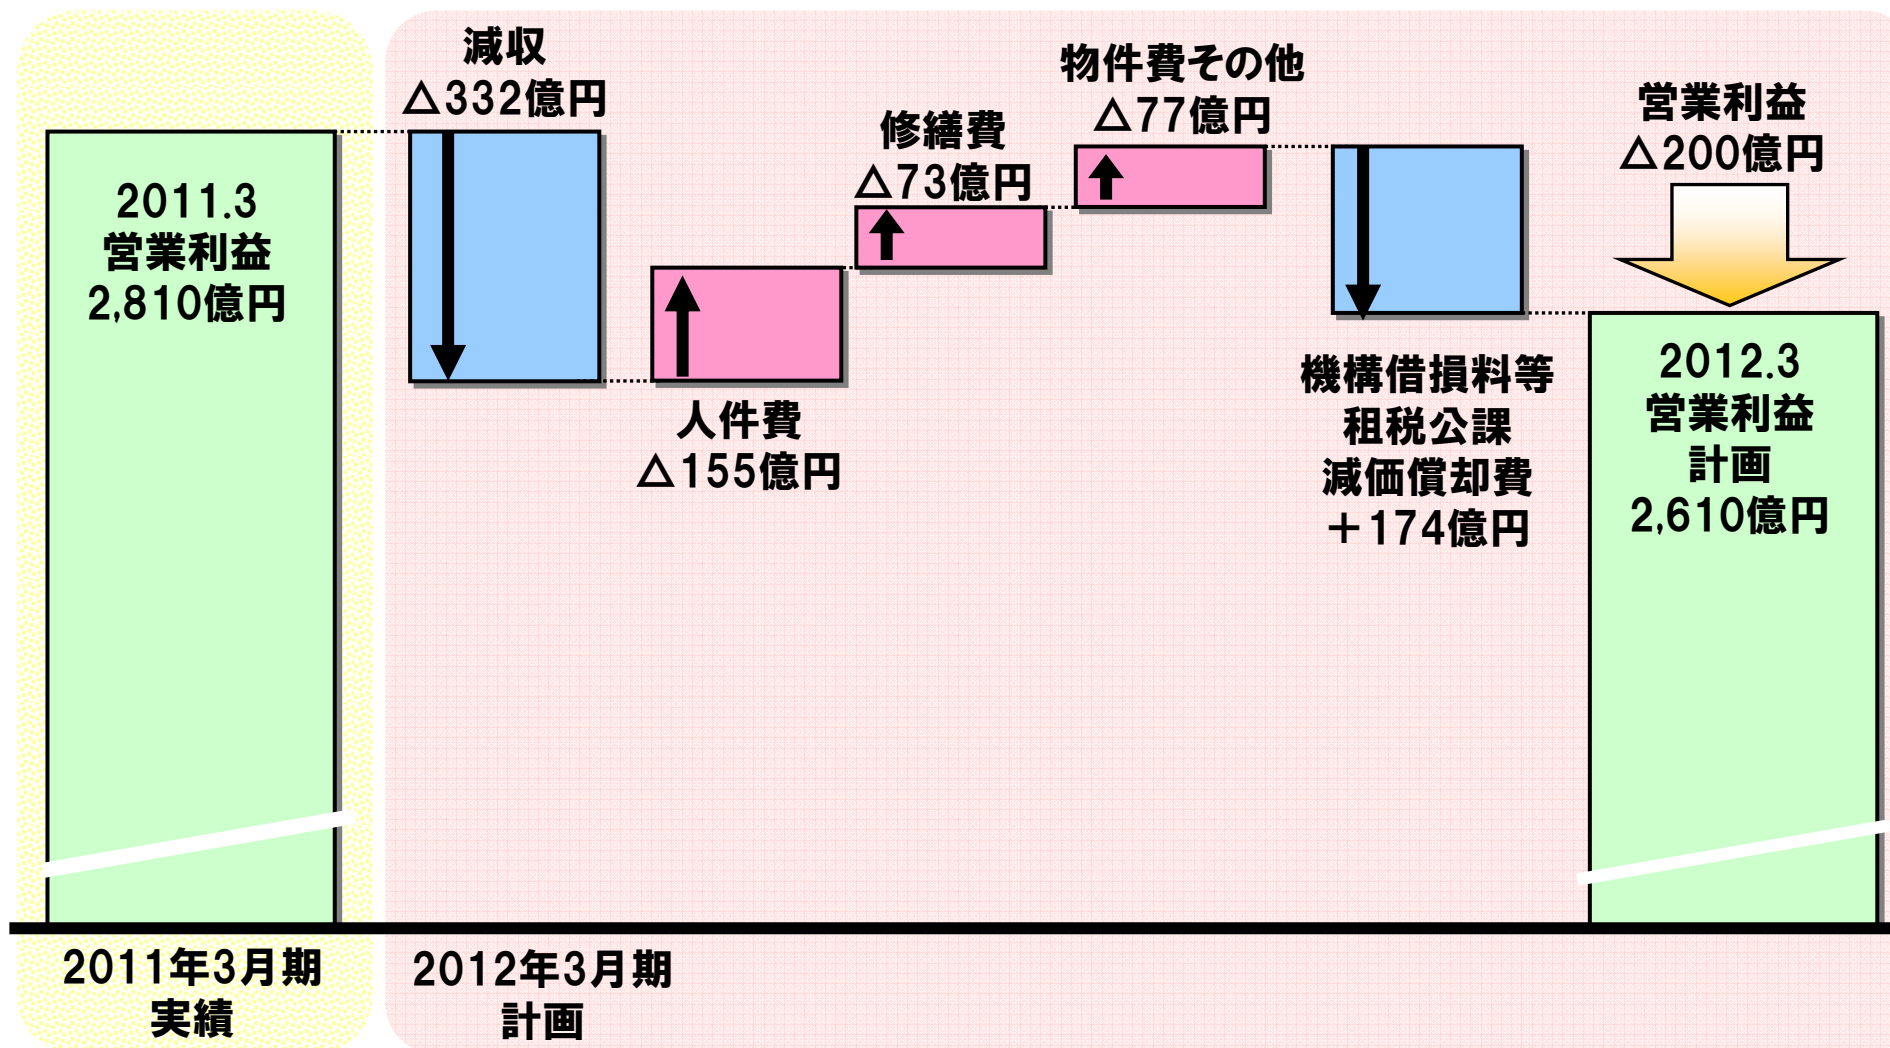 減収
△332億円
物件費その他
△77億円
修繕費
△73億円
営業利益
△200億円
2011.3
営業利益
2,810億円
人件費
△155億円
機構借損料等
租税公課
減価償却費
＋174億円
2012.3
営業利益
計画
2,610億円
2011年3月期
実績
2012年3月期
計画